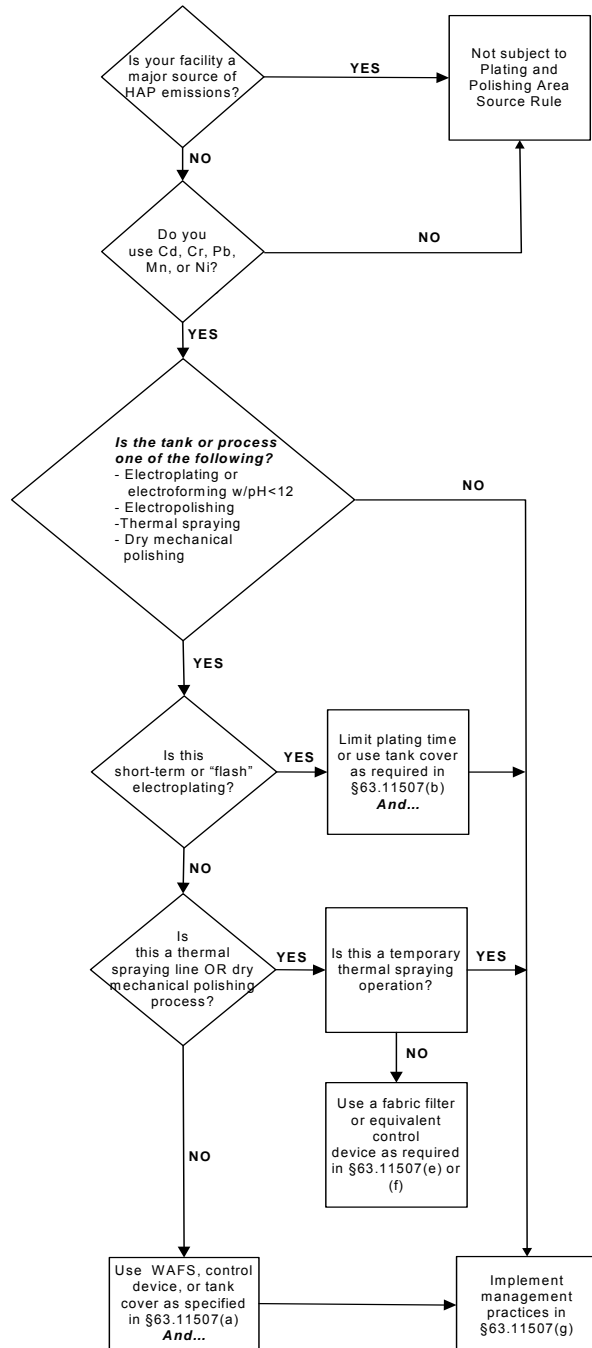 Is your facility a
major source of
HAP emissions?
YES
Not subject to
Plating and
Polishing Area
Source Rule
NO
Do you
use Cd, Cr, Pb,
Mn, or Ni?
NO
YES
Is the tank or process
one of the following?
- Electroplating or
electroforming w/pH<12
- Electropolishing
-Thermal spraying
- Dry mechanical
polishing
NO
YES
Is this
short-term or “flash”
electroplating?
YES
Limit plating time
or use tank cover
as required in
§63.11507(b)
And...
NO
Is
this a thermal
spraying line OR dry
mechanical polishing
process?
YES
Is this a temporary
thermal spraying
operation?
YES
NO
Use a fabric filter
or equivalent
control
device as required
in §63.11507(e) or
(f)
NO
Use WAFS, control
device, or tank
cover as specified
in §63.11507(a)
And...
Implement
management
practices in
§63.11507(g)